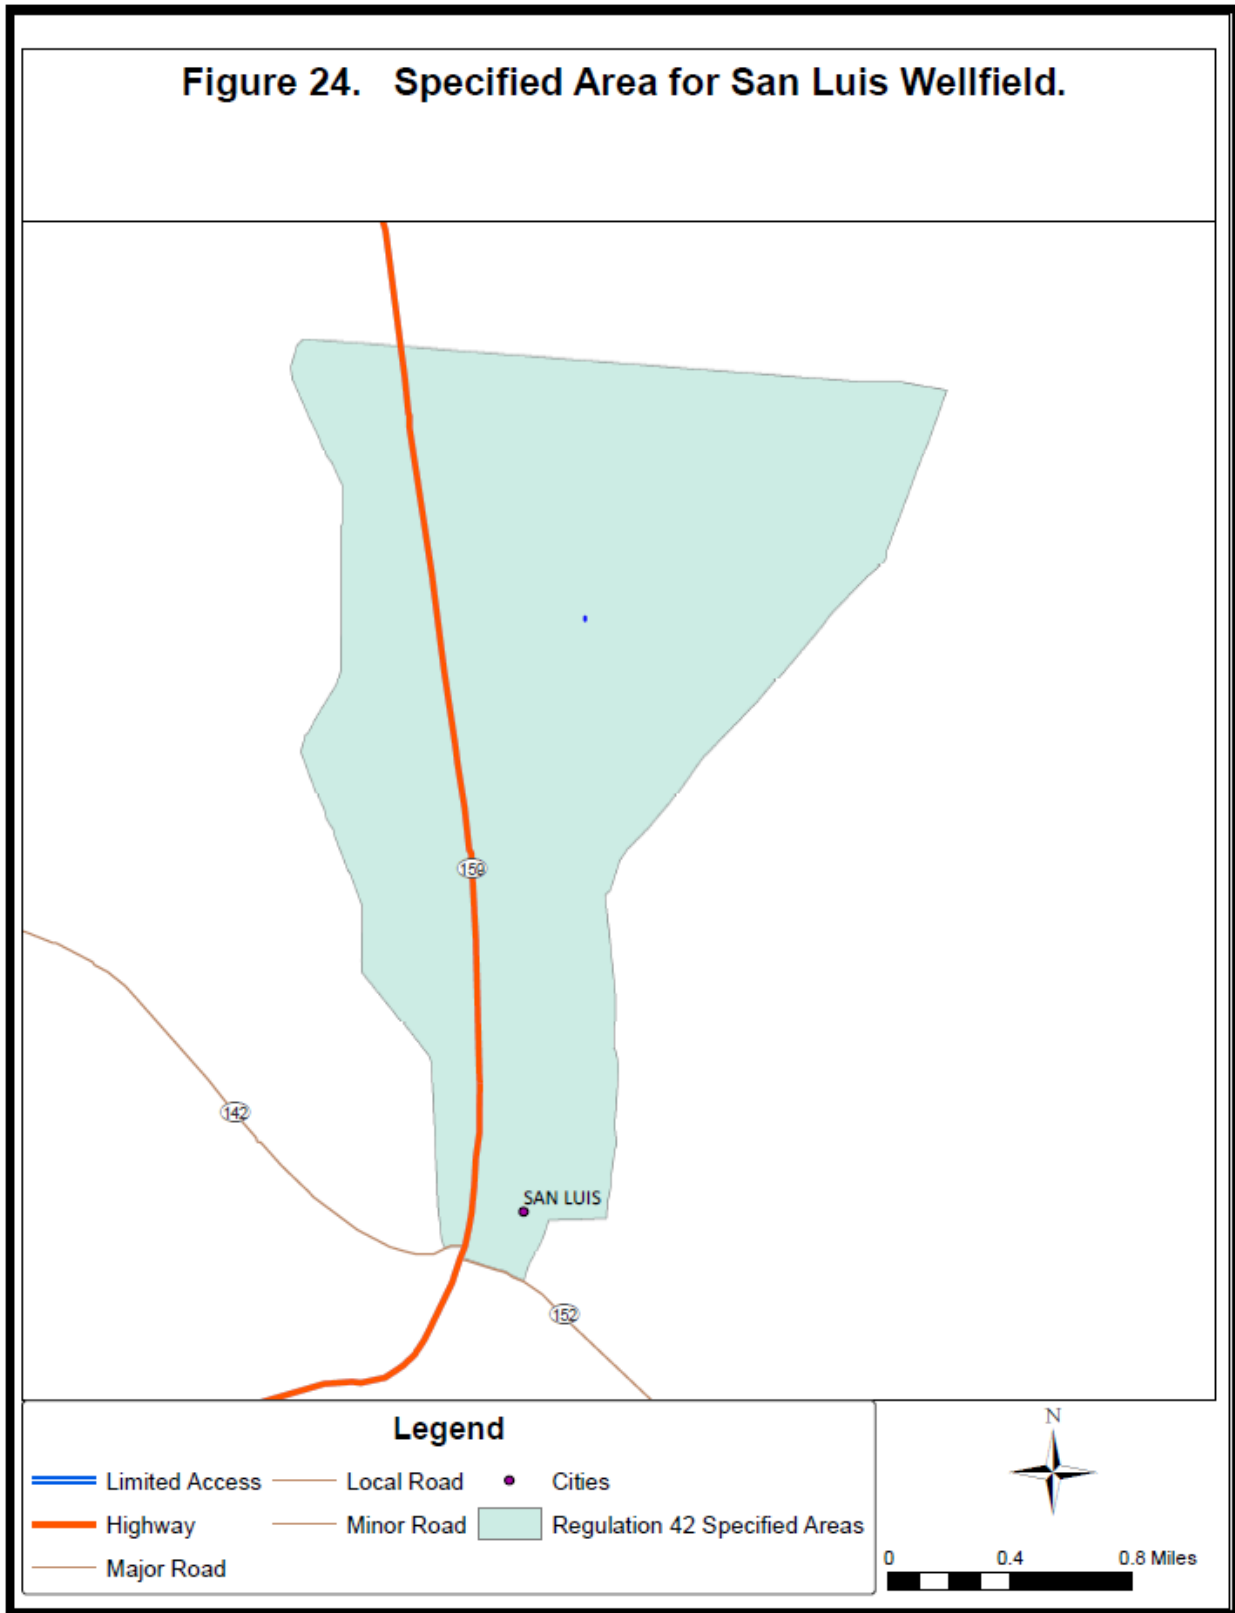 Figure 24. Specified Area for San Luis Wellfield.
159
142
SAN LUIS
152
Legend
Limited Access
Local Road
Cities
Highway
Minor Road
Regulation 42 Specified Areas
Major Road
N
0 0.4 0.8 Miles